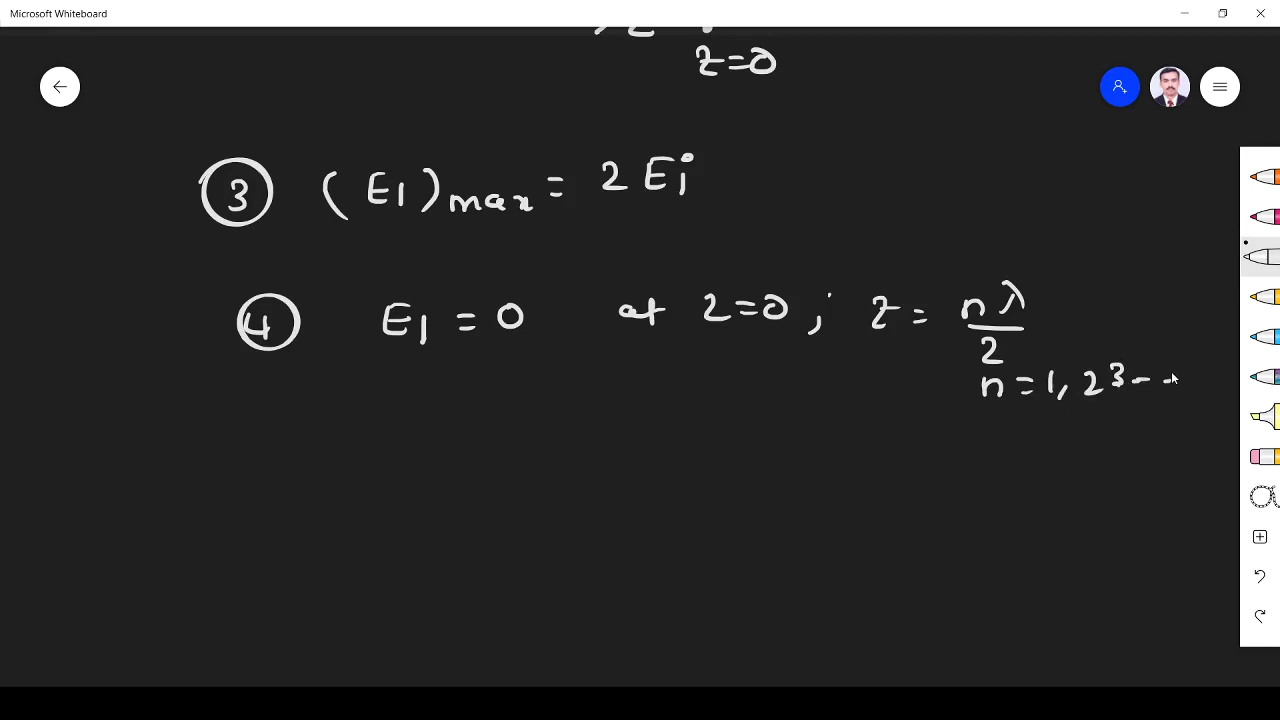 Microsoft Whiteboard
z=0
3 (E1)max = 2Ei
4 E1 = 0 at z=0; z = nλ/2
n=1, 2 3 - -